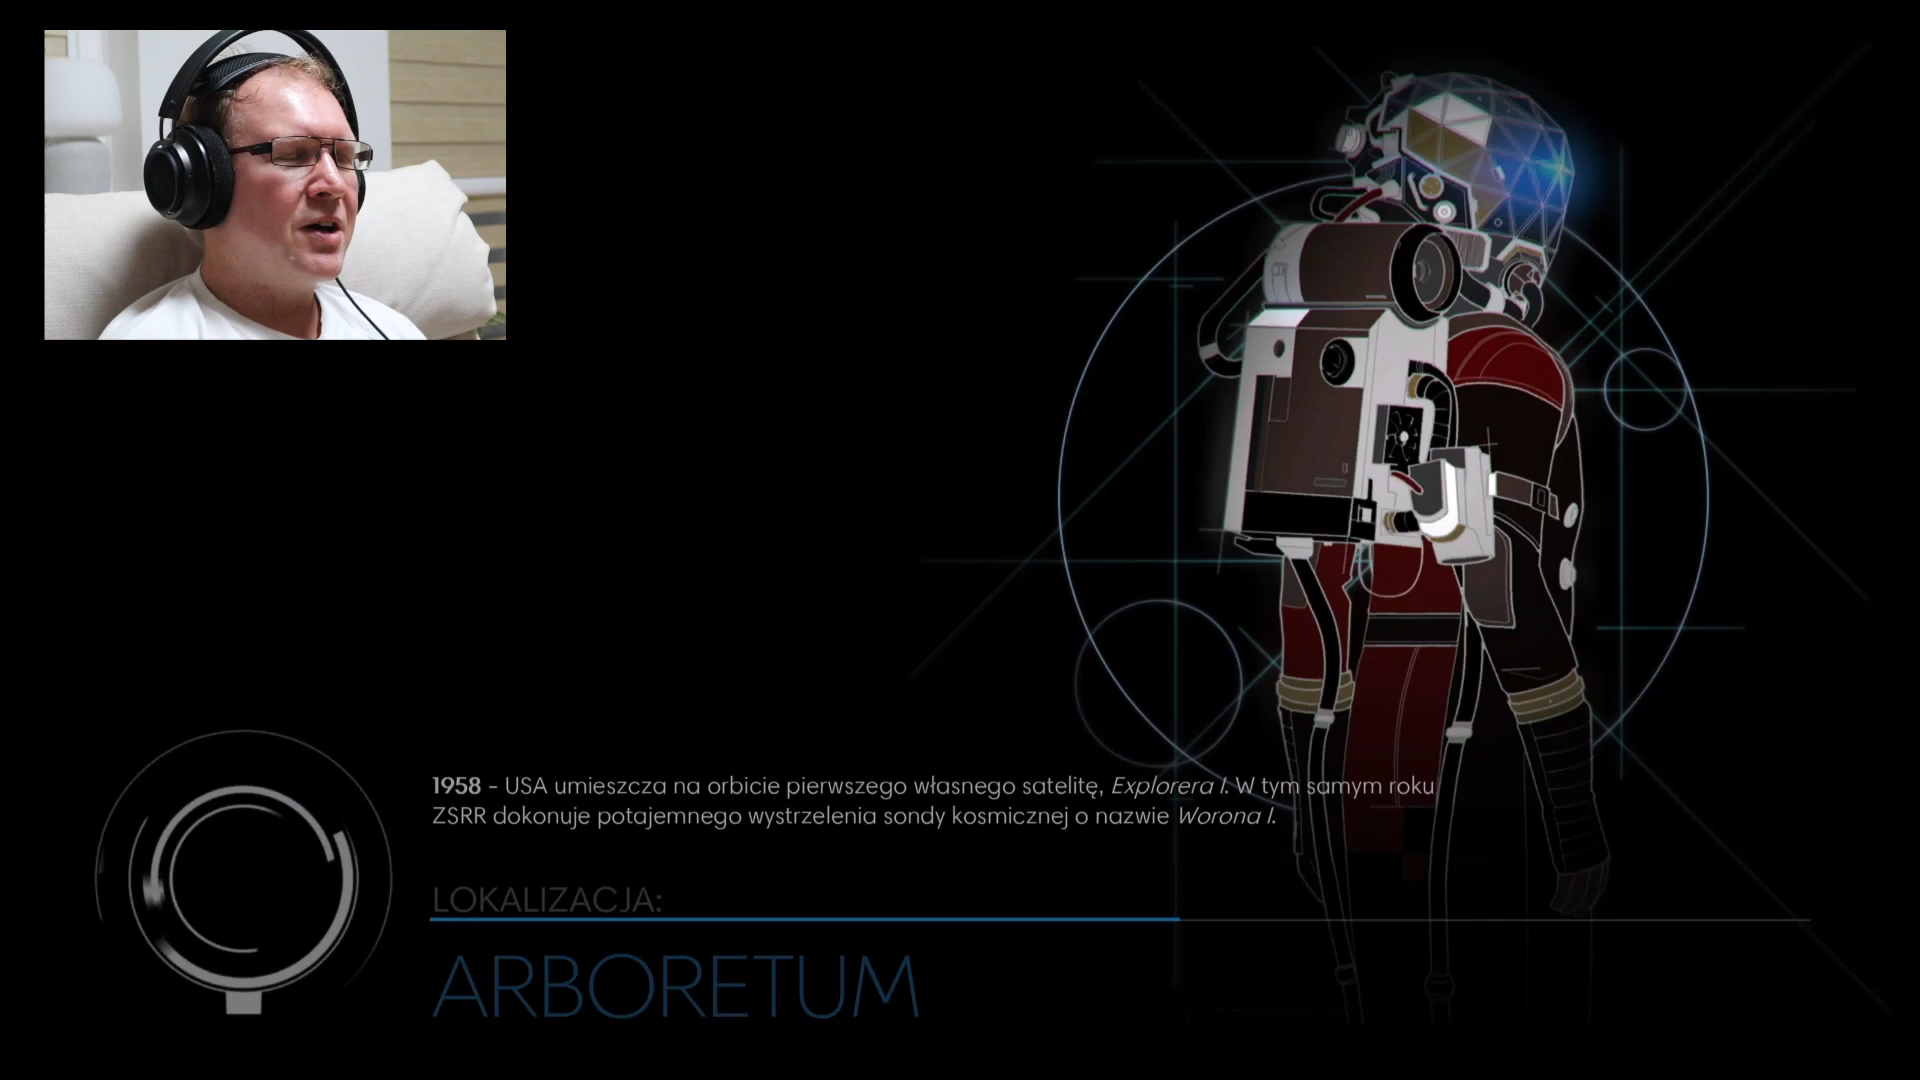 1958 - USA umieszcza na orbicie pierwszego własnego satelitę, Explorera I. W tym samym roku
ZSRR dokonuje potajemnego wystrzelenia sondy kosmicznej o nazwie Worona I.
LOKALIZACJA:
ARBORETUM